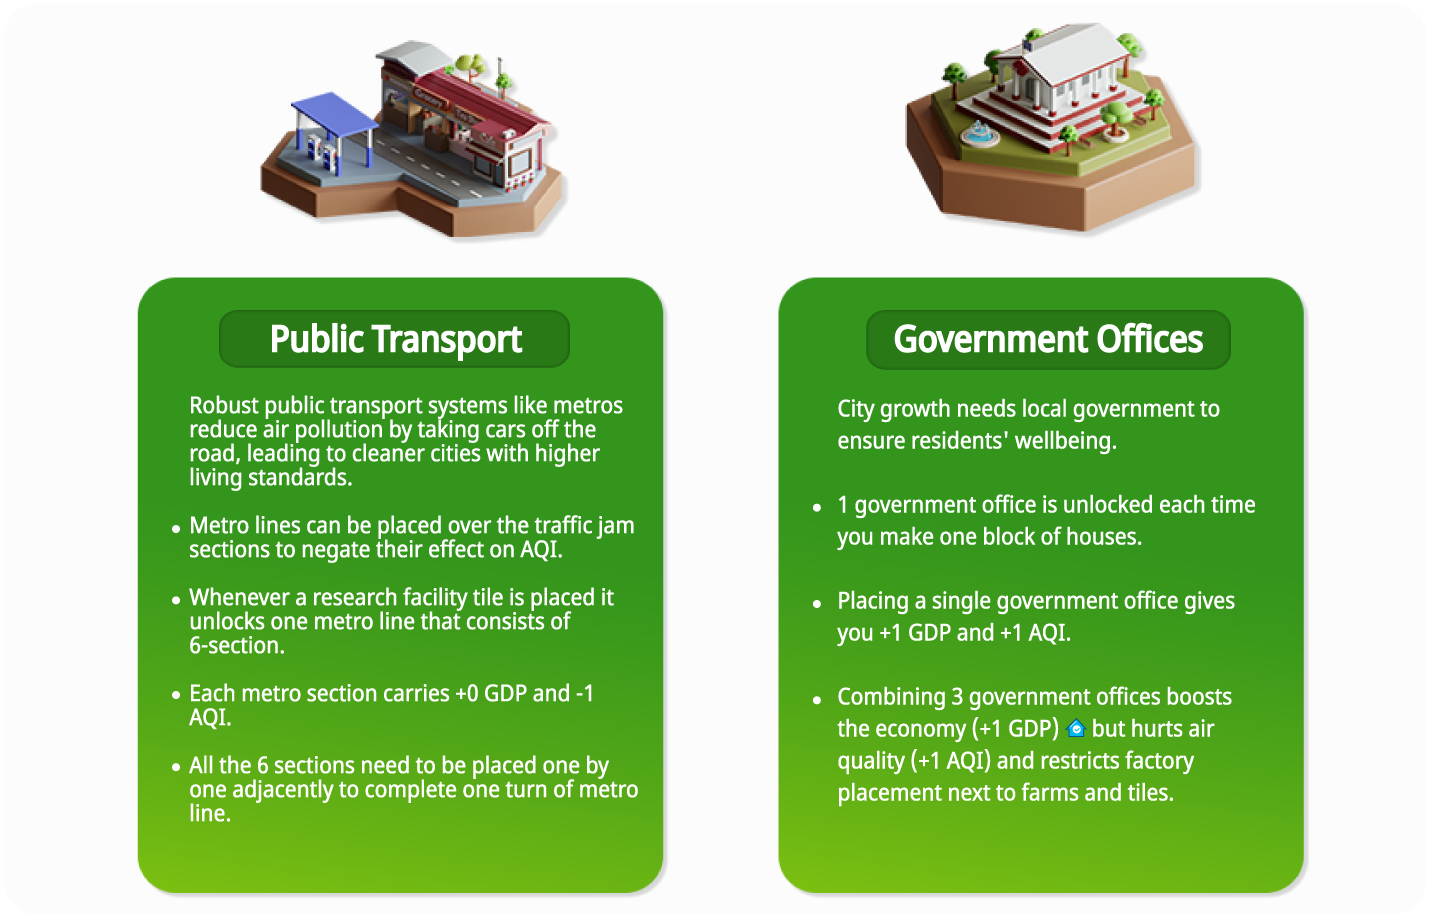 Public Transport
Robust public transport systems like metros
reduce air pollution by taking cars off the
road, leading to cleaner cities with higher
living standards.
• Metro lines can be placed over the traffic jam
sections to negate their effect on AQI.
• Whenever a research facility tile is placed it
unlocks one metro line that consists of
6-section.
• Each metro section carries +0 GDP and -1
AQI.
• All the 6 sections need to be placed one by
one adjacently to complete one turn of metro
line.
Government Offices
City growth needs local government to
ensure residents' wellbeing.
• 1 government office is unlocked each time
you make one block of houses.
• Placing a single government office gives
you +1 GDP and +1 AQI.
• Combining 3 government offices boosts
the economy (+1 GDP) but hurts air
quality (+1 AQI) and restricts factory
placement next to farms and tiles.